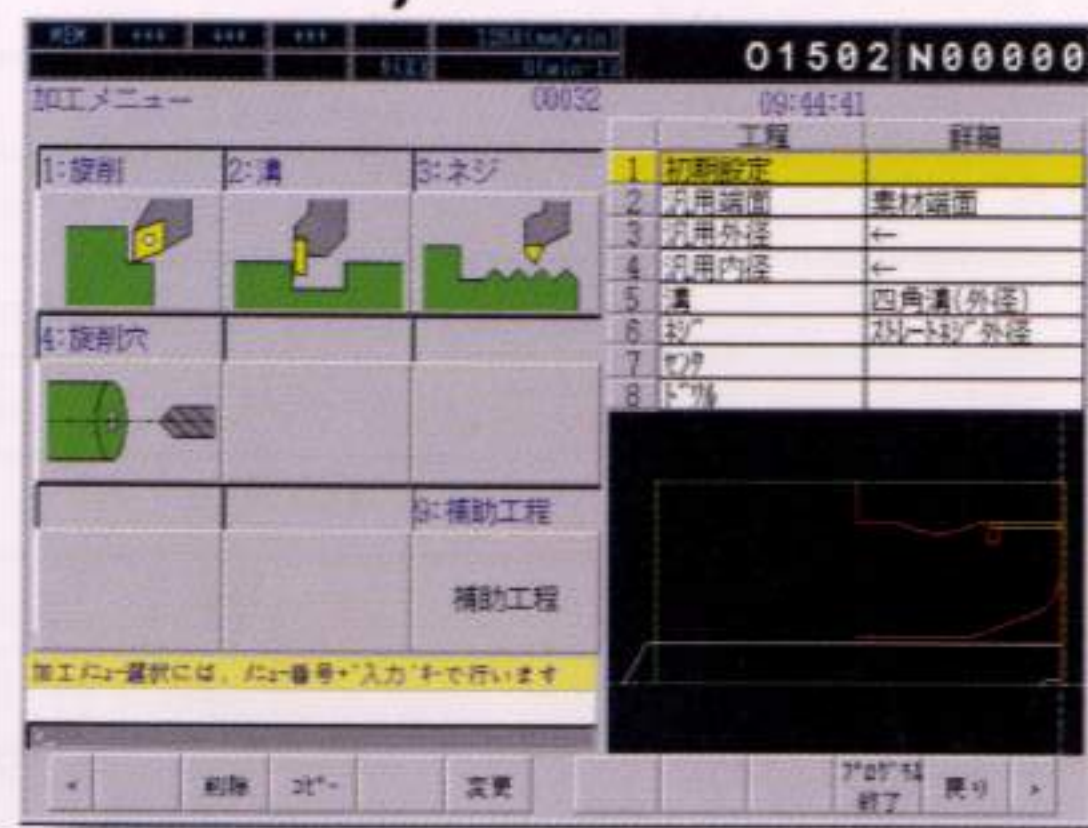 MEM *** *** ***
O1502 N00000
加工メニュー 00032
09:44:41
1:旋削 2:溝 3:ネジ
4:旋削穴
9:補助工程
補助工程
工程 詳細
1 初期設定
2 汎用端面 素材端面
3 汎用外径 ←
4 汎用内径 ←
5 溝 四角溝(外径)
6 ﾈｼﾞ ｽﾄﾚｰﾄﾈｼﾞ外径
7 ｾﾝﾀ
8 ﾄﾞﾘﾙ
加工ﾒﾆｭｰ選択には、ﾒﾆｭｰ番号+'入力'ｷｰで行います
< 削除 ｺﾋﾟｰ 変更 ﾌﾟﾛｸﾞﾗﾑ 終了 戻り >